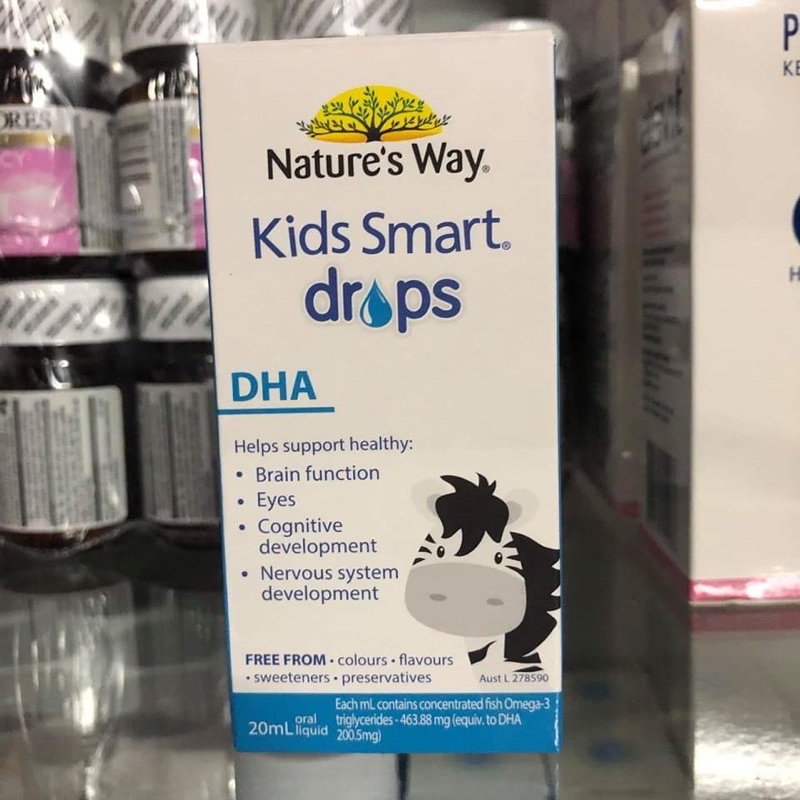 Nature's Way®
Kids Smart®
drops
DHA
Helps support healthy:
• Brain function
• Eyes
• Cognitive
development
• Nervous system
development
FREE FROM • colours • flavours
• sweeteners • preservatives
Aust L 278590
20mL oral
liquid
Each mL contains concentrated fish Omega-3
triglycerides - 463.88 mg (equiv. to DHA
200.5mg)